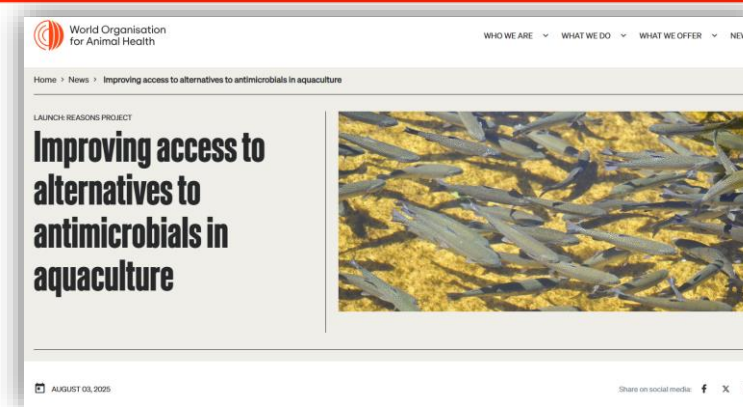 World Organisation
for Animal Health
WHO WE ARE
WHAT WE DO
WHAT WE OFFER
Home > News > Improving access to alternatives to antimicrobials in aquaculture
LAUNCH: REASONS PROJECT
Improving access to
alternatives to
antimicrobials in
aquaculture
AUGUST 03, 2025
Share on social media: